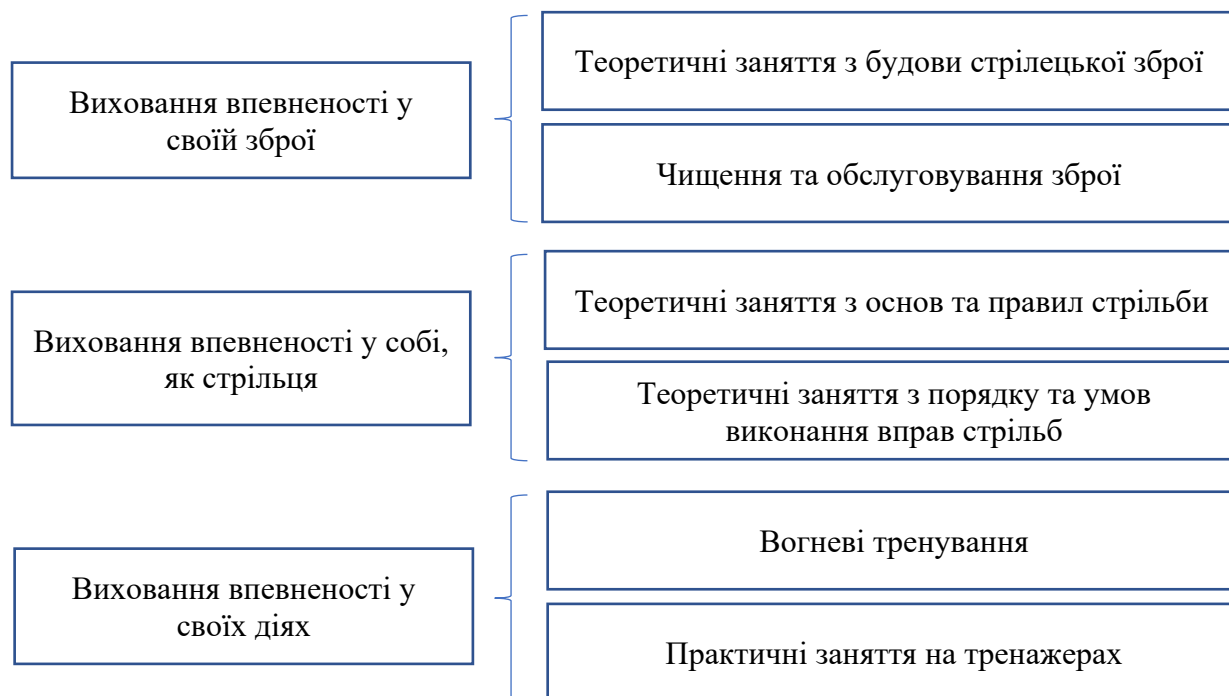 Виховання впевненості у
своїй зброї
Теоретичні заняття з будови стрілецької зброї
Чищення та обслуговування зброї
Виховання впевненості у собі,
як стрільця
Теоретичні заняття з основ та правил стрільби
Теоретичні заняття з порядку та умов
виконання вправ стрільб
Виховання впевненості у
своїх діях
Вогневі тренування
Практичні заняття на тренажерах